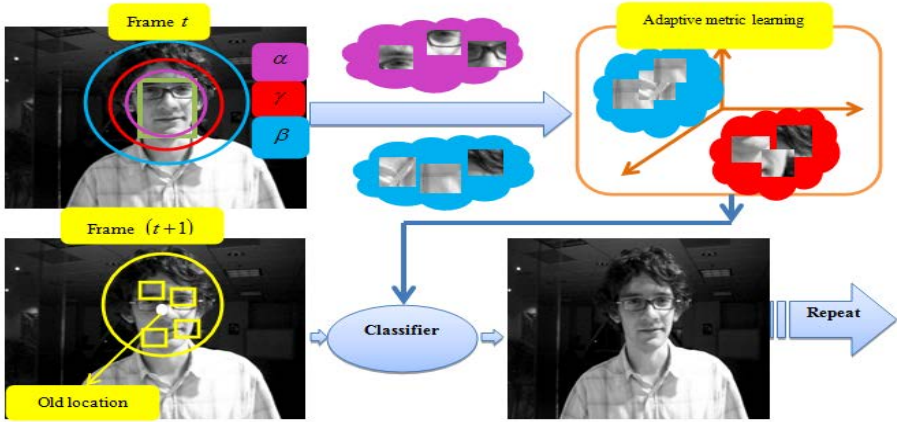 Frame t
Adaptive metric learning
α
γ
β
Frame (t+1)
Classifier
Repeat
Old location